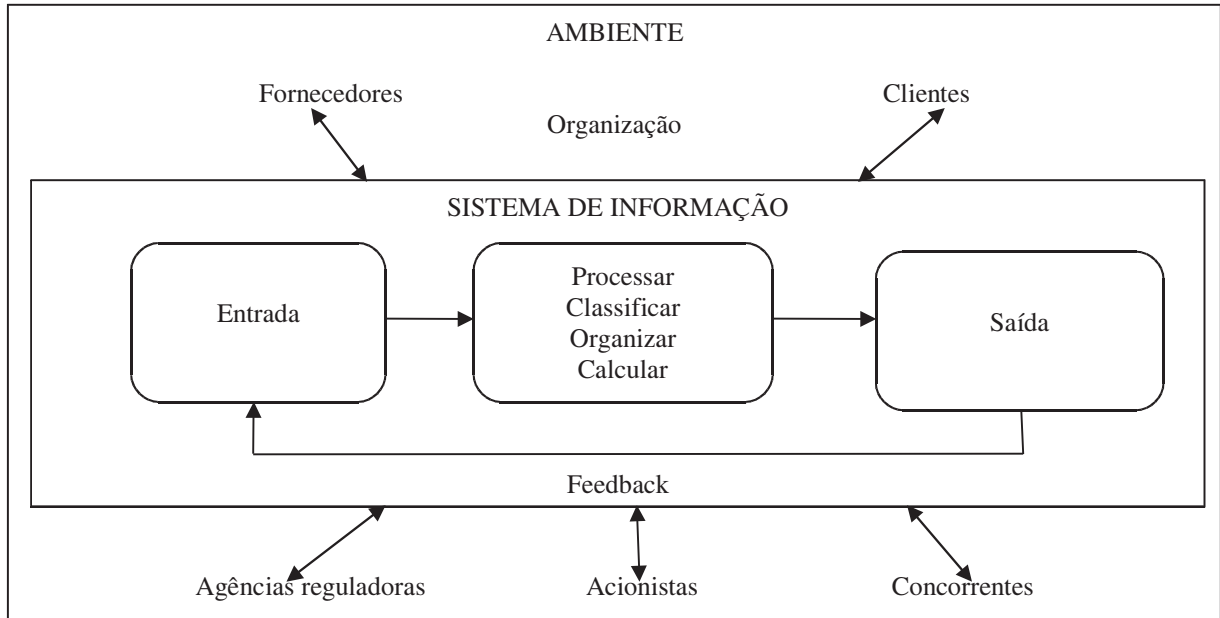 AMBIENTE
Fornecedores
Clientes
Organização
SISTEMA DE INFORMAÇÃO
Entrada
Processar
Classificar
Organizar
Calcular
Saída
Feedback
Agências reguladoras
Acionistas
Concorrentes